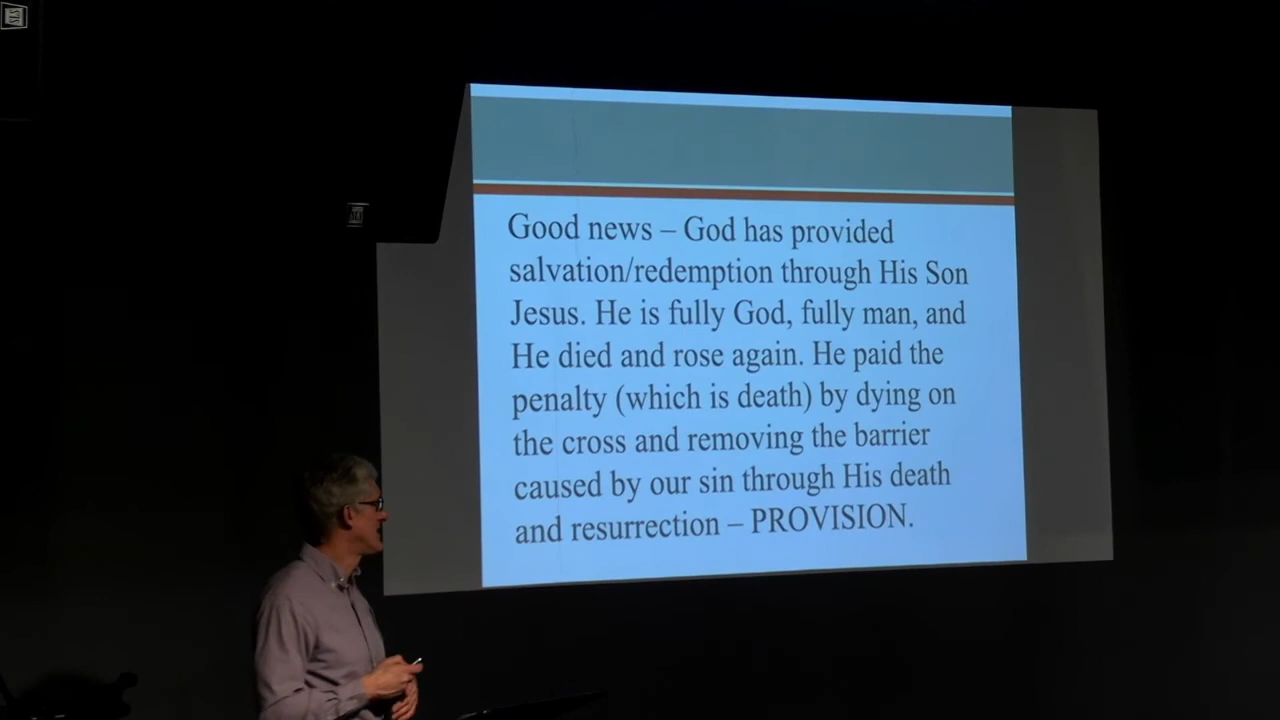 Good news – God has provided
salvation/redemption through His Son
Jesus. He is fully God, fully man, and
He died and rose again. He paid the
penalty (which is death) by dying on
the cross and removing the barrier
caused by our sin through His death
and resurrection – PROVISION.